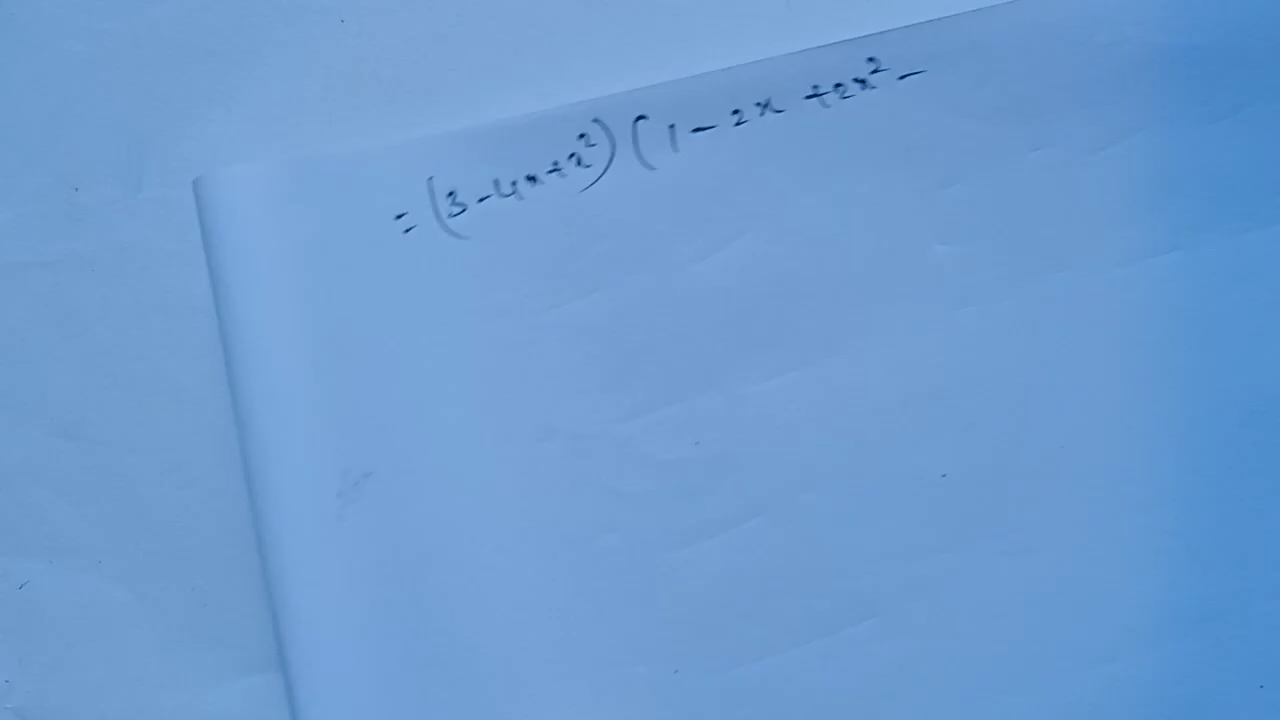 = (3-4x+x²) (1-2x +2x² -